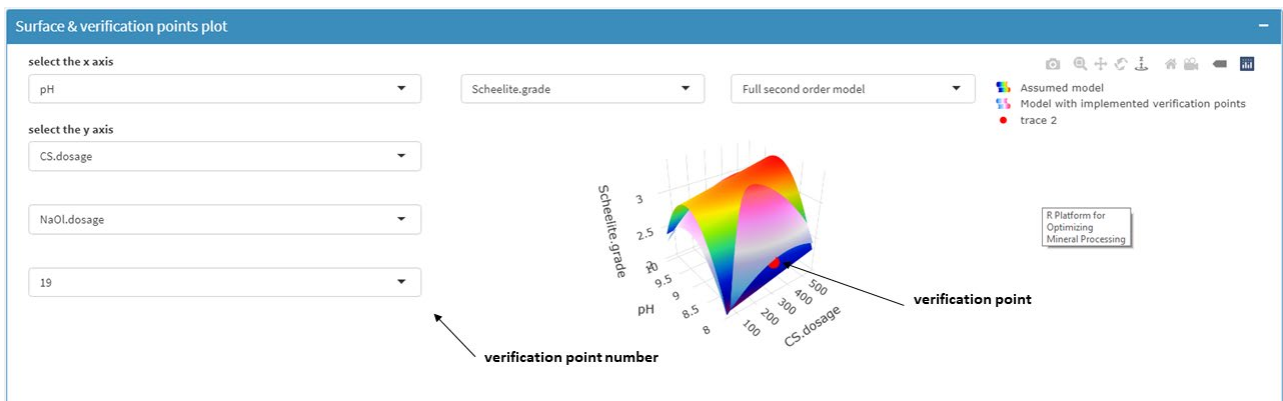 Surface & verification points plot
select the x axis
pH
Scheelite.grade
Full second order model
select the y axis
CS.dosage
NaOl.dosage
19
Assumed model
Model with implemented verification points
trace 2
R Platform for
Optimizing
Mineral Processing
Scheelite.grade
3
2.5
2
10
9.5
9
8.5
8
pH
100
200
300
400
500
CS.dosage
verification point
verification point number